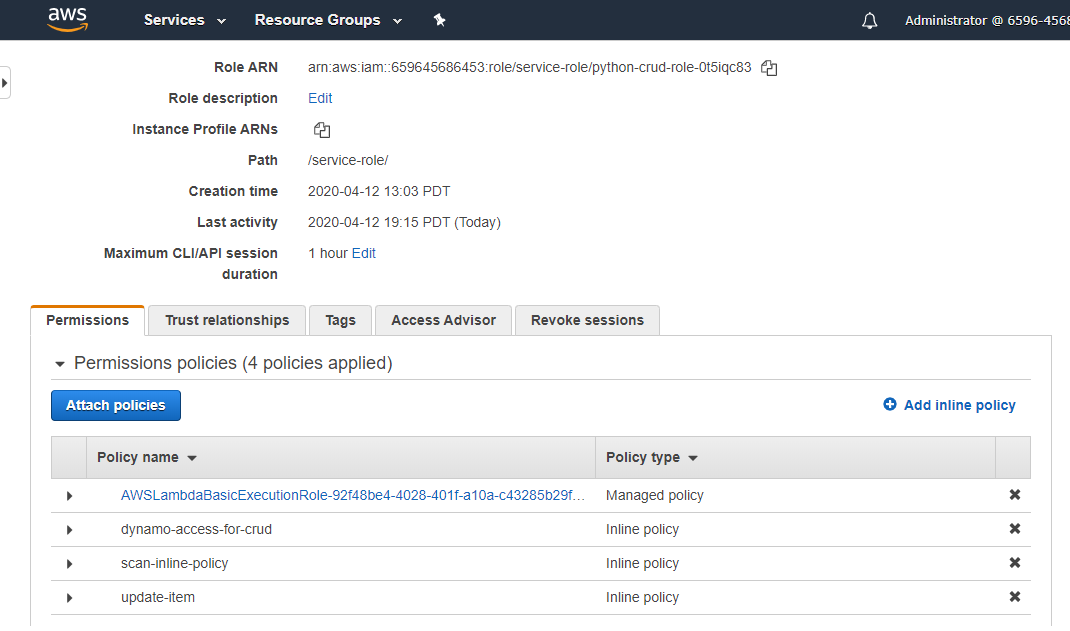 aws Services Resource Groups Administrator @ 6596-4568
Role ARN arn:aws:iam::659645686453:role/service-role/python-crud-role-0t5iqc83
Role description Edit
Instance Profile ARNs
Path /service-role/
Creation time 2020-04-12 13:03 PDT
Last activity 2020-04-12 19:15 PDT (Today)
Maximum CLI/API session duration 1 hour Edit
Permissions Trust relationships Tags Access Advisor Revoke sessions
Permissions policies (4 policies applied)
Attach policies Add inline policy
Policy name Policy type
AWSLambdaBasicExecutionRole-92f48be4-4028-401f-a10a-c43285b29f... Managed policy
dynamo-access-for-crud Inline policy
scan-inline-policy Inline policy
update-item Inline policy